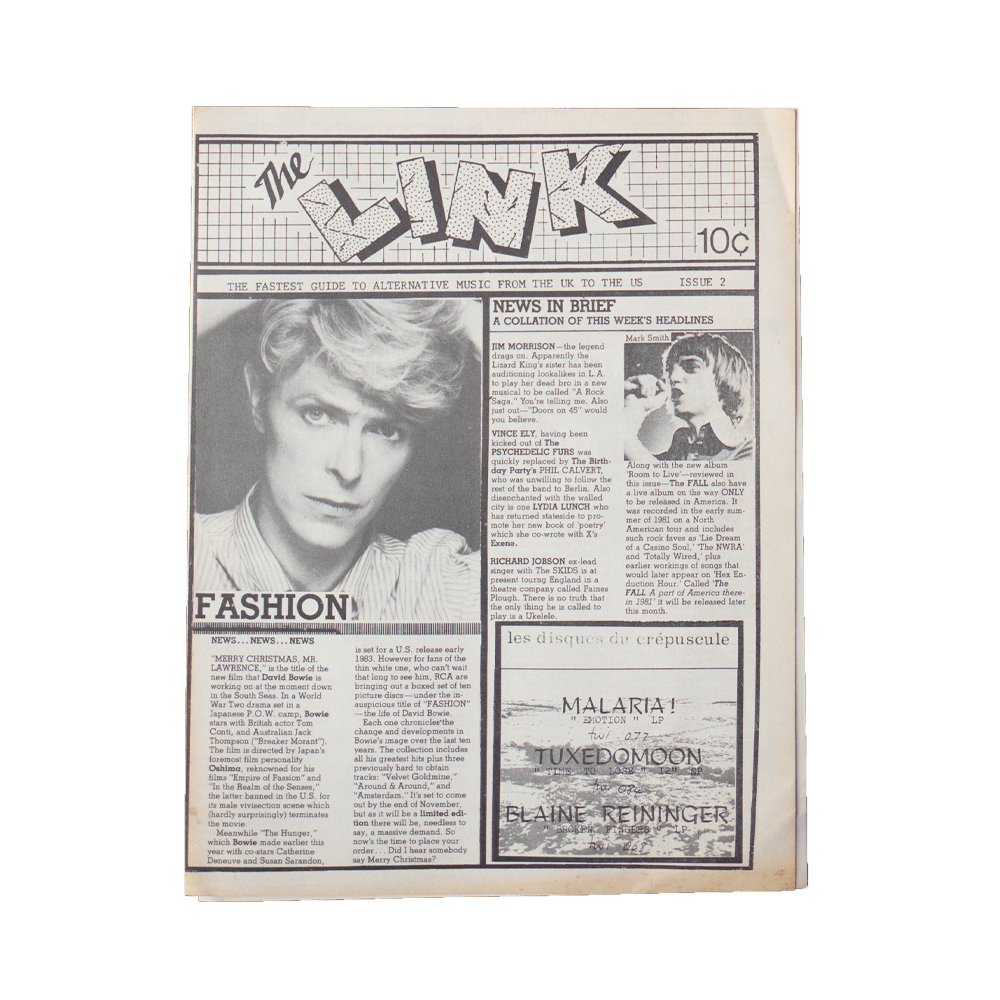 The LINK
10¢
THE FASTEST GUIDE TO ALTERNATIVE MUSIC FROM THE UK TO THE US ISSUE 2
FASHION
NEWS...NEWS...NEWS
"MERRY CHRISTMAS, MR.
LAWRENCE," is the title of the
new film that David Bowie is
working on at the moment down
in the South Seas. In a World
War Two drama set in a
Japanese P.O.W. camp, Bowie
stars with British actor Tom
Conti, and Australian Jack
Thompson ("Breaker Morant").
The film is directed by Japan's
foremost film personality
Oshima, reknowned for his
films "Empire of Passion" and
"In the Realm of the Senses,"
the latter banned in the U.S. for
its male vivisection scene which
(hardly surprisingly) terminates
the movie.
Meanwhile "The Hunger,"
which Bowie made earlier this
year with co-stars Catherine
Deneuve and Susan Sarandon,
is set for a U.S. release early
1983. However for fans of the
thin white one, who can't wait
that long to see him, RCA are
bringing out a boxed set of ten
picture discs—under the in-
auspicious title of "FASHION"
—the life of David Bowie.
Each one chronicles the
change and developments in
Bowie's image over the last ten
years. The collection includes
all his greatest hits plus three
previously hard to obtain
tracks: "Velvet Goldmine,"
"Around & Around," and
"Amsterdam." It's set to come
out by the end of November,
but as it will be a limited edi-
tion there will be, needless to
say, a massive demand. So
now's the time to place your
order... Did I hear somebody
say Merry Christmas?
NEWS IN BRIEF
A COLLATION OF THIS WEEK'S HEADLINES
JIM MORRISON—the legend
drags on. Apparently the
Lizard King's sister has been
auditioning lookalikes in L.A.
to play her dead bro in a new
musical to be called "A Rock
Saga." You're telling me. Also
just out—"Doors on 45" would
you believe.
VINCE ELY, having been
kicked out of The
PSYCHEDELIC FURS was
quickly replaced by The Birth-
day Party's PHIL CALVERT,
who was unwilling to follow the
rest of the band to Berlin. Also
disenchanted with the walled
city is one LYDIA LUNCH who
has returned stateside to pro-
mote her new book of 'poetry'
which she co-wrote with X's
Exene.
RICHARD JOBSON ex-lead
singer with The SKIDS is at
present tourng England in a
theatre company called Paines
Plough. There is no truth that
the only thing he is called to
play is a Ukelele.
Mark Smith
Along with the new album
'Room to Live'—reviewed in
this issue—The FALL also have
a live album on the way ONLY
to be released in America. It
was recorded in the early sum-
mer of 1981 on a North
American tour and includes
such rock faves as 'Lie Dream
of a Casino Soul,' 'The NWRA'
and 'Totally Wired,' plus
earlier workings of songs that
would later appear on 'Hex En-
duction Hour.' Called 'The
FALL A part of America there-
in 1981' it will be released later
this month.
les disques du crépuscule
MALARIA!
" EMOTION " LP
twi 077
TUXEDOMOON
" TIME TO LOSE " 12" EP
twi
BLAINE REININGER
" BROKEN FINGERS " LP
twi